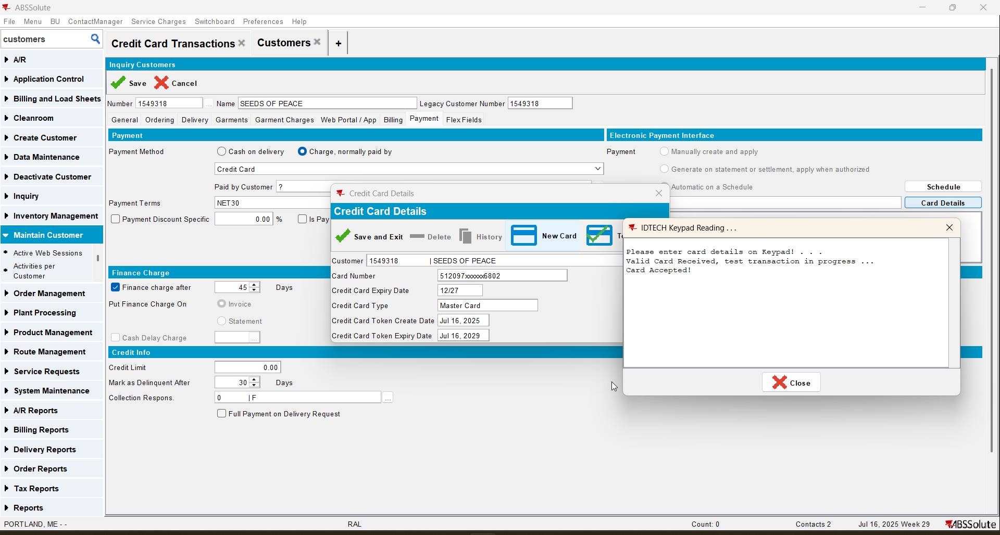 ABSSolute
File Menu BU ContactManager Service Charges Switchboard Preferences Help
customers
Credit Card Transactions Customers +
A/R
Application Control
Billing and Load Sheets
Cleanroom
Create Customer
Data Maintenance
Deactivate Customer
Inquiry
Inventory Management
Maintain Customer
Active Web Sessions
Activities per
Customer
Order Management
Plant Processing
Product Management
Route Management
Service Requests
System Maintenance
A/R Reports
Billing Reports
Delivery Reports
Order Reports
Tax Reports
Reports
Inquiry Customers
Save Cancel
Number 1549318 ... Name SEEDS OF PEACE Legacy Customer Number 1549318
General Ordering Delivery Garments Garment Charges Web Portal / App Billing Payment Flex Fields
Payment
Payment Method Cash on delivery Charge, normally paid by
Credit Card
Paid by Customer ?
Payment Terms NET30
Payment Discount Specific 0.00 % Is Pay
Finance Charge
Finance charge after 45 Days
Put Finance Charge On Invoice
Statement
Cash Delay Charge ...
Credit Info
Credit Limit 0.00
Mark as Delinquent After 30 Days
Collection Respons. 0 | F ...
Full Payment on Delivery Request
Electronic Payment Interface
Payment Manually create and apply
Generate on statement or settlement, apply when authorized
Automatic on a Schedule Schedule
Card Details
Credit Card Details
Credit Card Details
Save and Exit Delete History New Card
Customer 1549318 | SEEDS OF PEACE
Card Number 512097xxxxxx6802
Credit Card Expiry Date 12/27
Credit Card Type Master Card
Credit Card Token Create Date Jul 16, 2025
Credit Card Token Expiry Date Jul 16, 2029
IDTECH Keypad Reading . . .
Please enter card details on Keypad! . . .
Valid Card Received, test transaction in progress ...
Card Accepted!
Close
PORTLAND, ME - - RAL Count: 0 Contacts 2 Jul 16, 2025 Week 29 ABSSolute